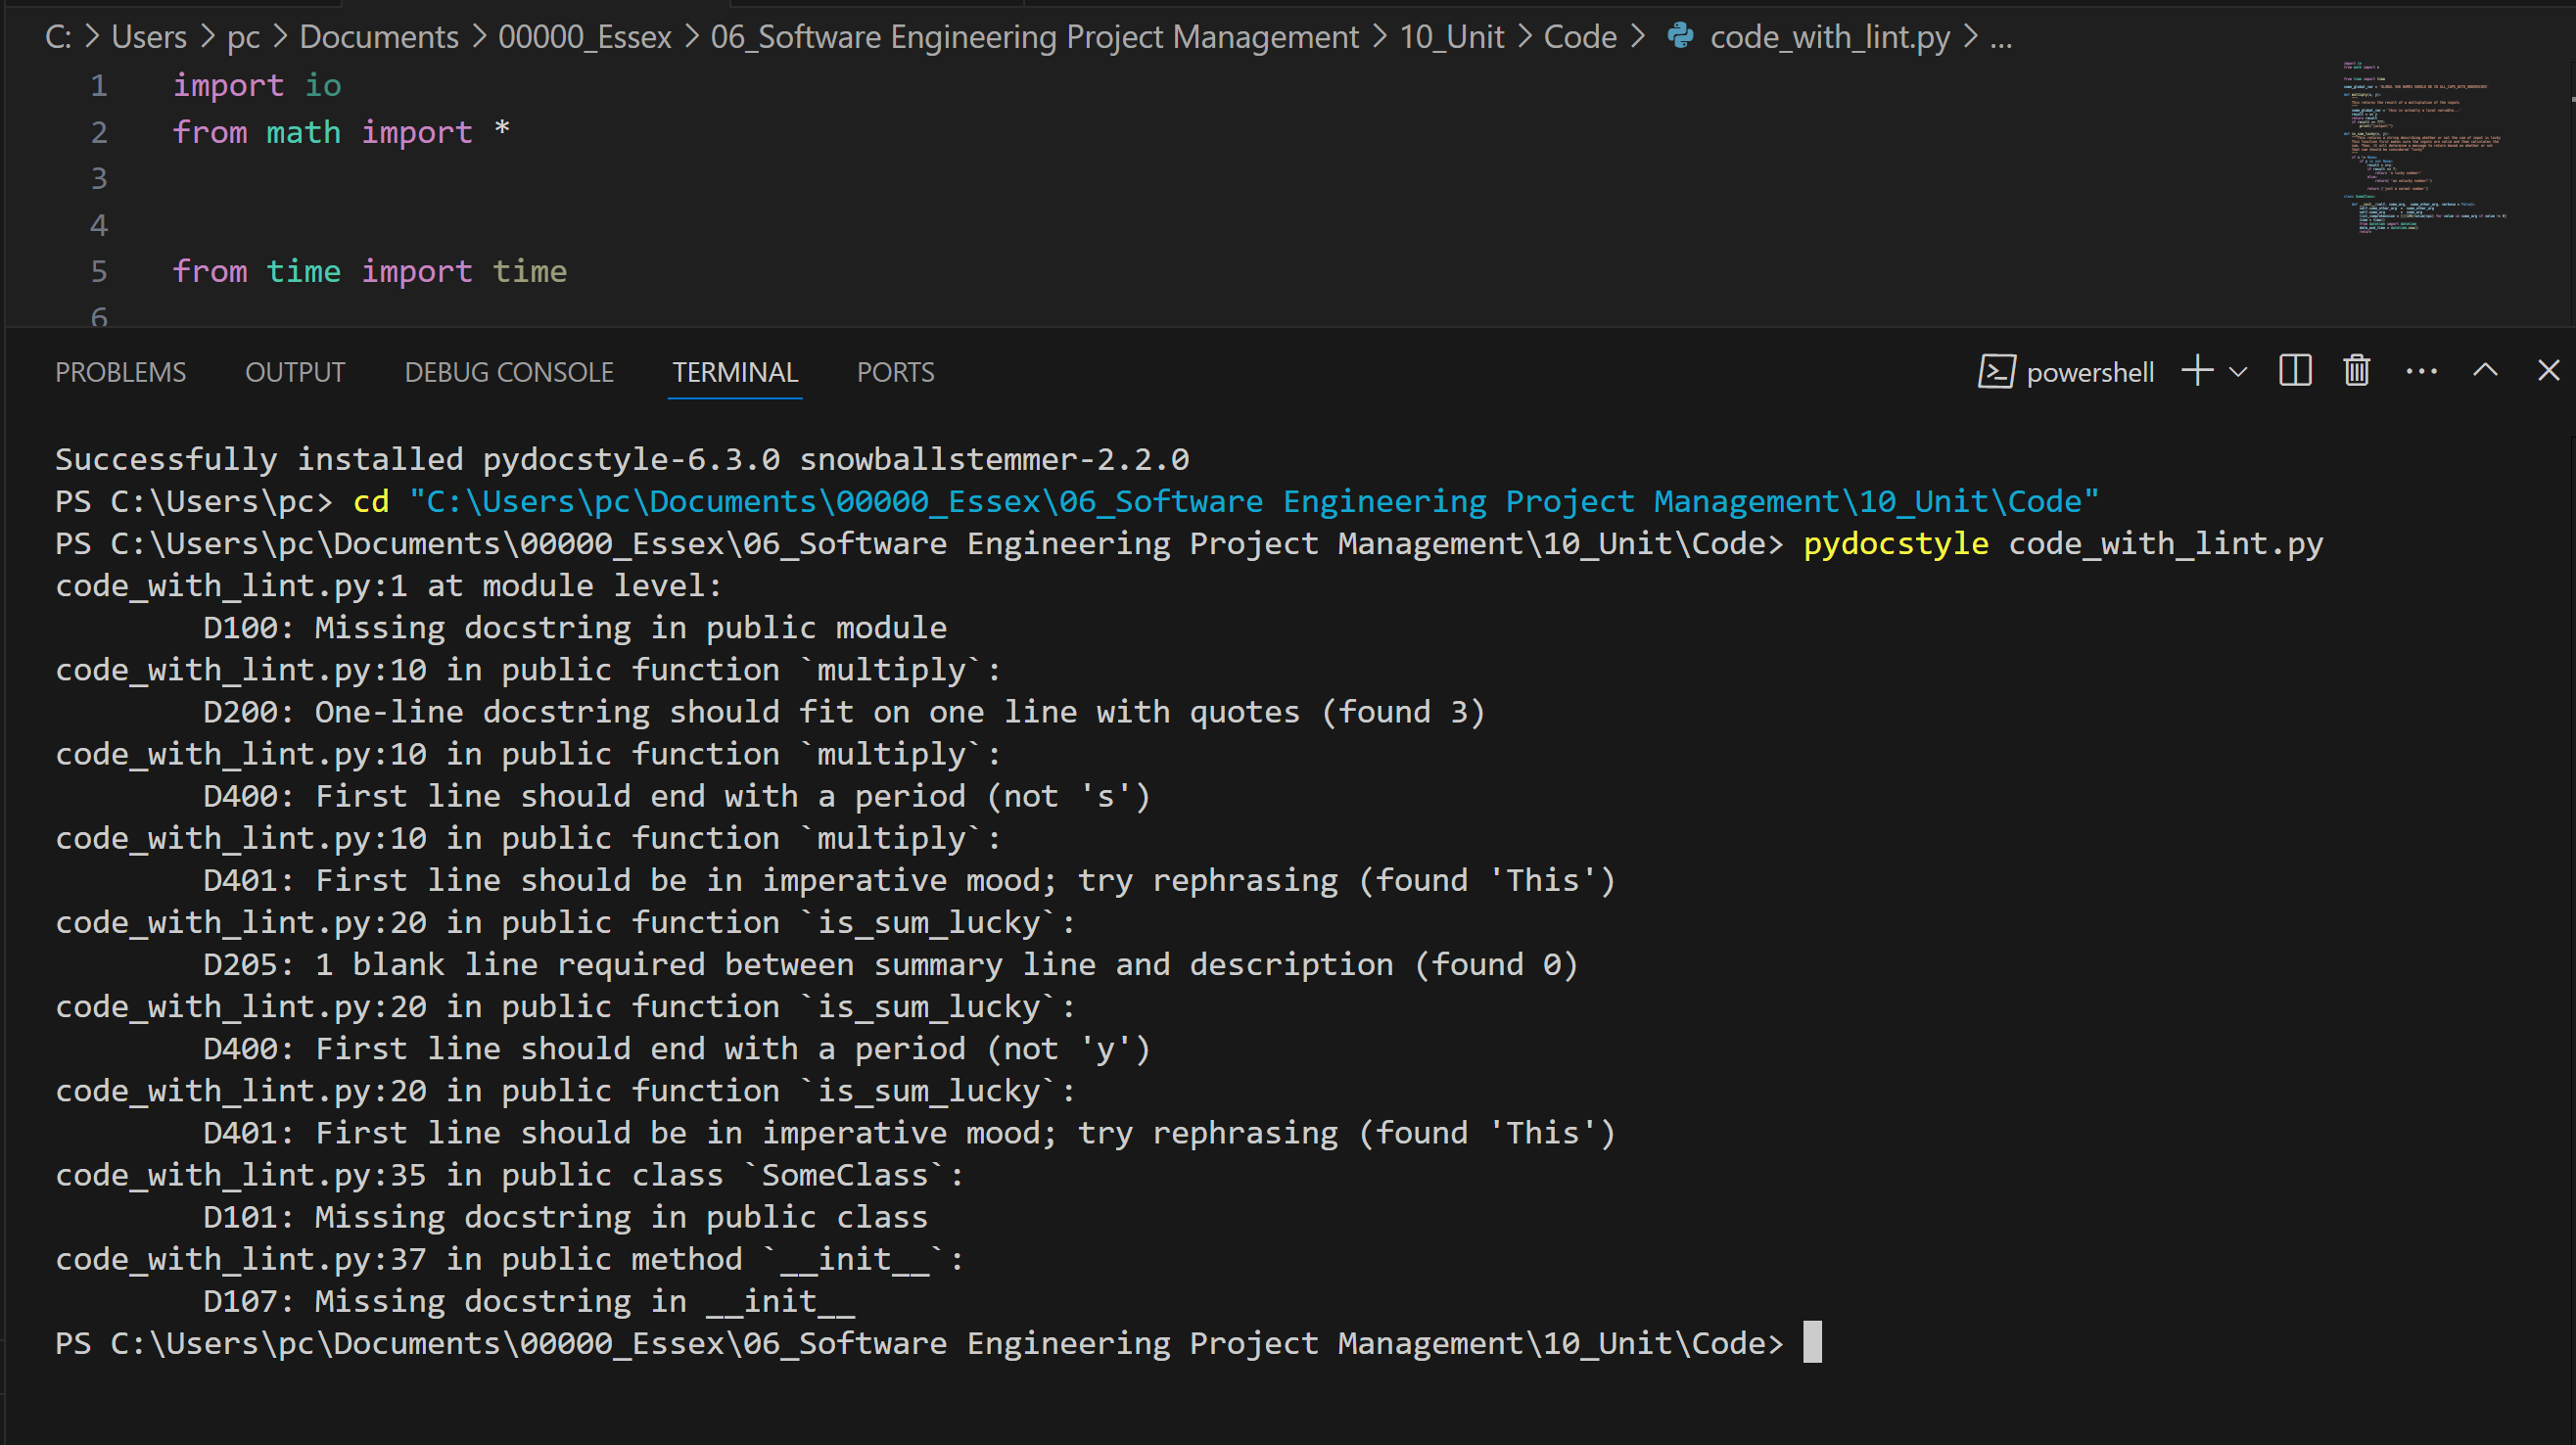 C: > Users > pc > Documents > 00000_Essex > 06_Software Engineering Project Management > 10_Unit > Code > code_with_lint.py > ...
1 import io
2 from math import *
3
4
5 from time import time
6
PROBLEMS OUTPUT DEBUG CONSOLE TERMINAL PORTS powershell
Successfully installed pydocstyle-6.3.0 snowballstemmer-2.2.0
PS C:\Users\pc> cd "C:\Users\pc\Documents\00000_Essex\06_Software Engineering Project Management\10_Unit\Code"
PS C:\Users\pc\Documents\00000_Essex\06_Software Engineering Project Management\10_Unit\Code> pydocstyle code_with_lint.py
code_with_lint.py:1 at module level:
D100: Missing docstring in public module
code_with_lint.py:10 in public function `multiply`:
D200: One-line docstring should fit on one line with quotes (found 3)
code_with_lint.py:10 in public function `multiply`:
D400: First line should end with a period (not 's')
code_with_lint.py:10 in public function `multiply`:
D401: First line should be in imperative mood; try rephrasing (found 'This')
code_with_lint.py:20 in public function `is_sum_lucky`:
D205: 1 blank line required between summary line and description (found 0)
code_with_lint.py:20 in public function `is_sum_lucky`:
D400: First line should end with a period (not 'y')
code_with_lint.py:20 in public function `is_sum_lucky`:
D401: First line should be in imperative mood; try rephrasing (found 'This')
code_with_lint.py:35 in public class `SomeClass`:
D101: Missing docstring in public class
code_with_lint.py:37 in public method `__init__`:
D107: Missing docstring in __init__
PS C:\Users\pc\Documents\00000_Essex\06_Software Engineering Project Management\10_Unit\Code>